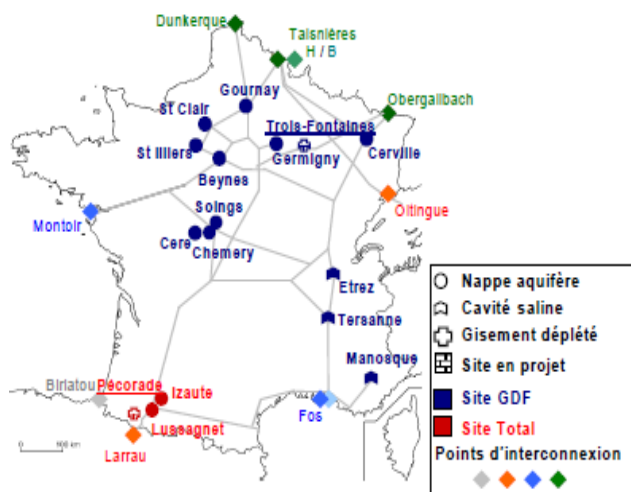 Dunkerque
Taisnières
H / B
Gournay
Obergailbach
St Clair
Trois-Fontaines
St Illiers
Germigny
Cerville
Beynes
Soings
Montoir
Oltingue
Cere
Chemery
Etrez
Tersanne
Manosque
Biriatou
Pécorade
Izaute
Lussagnet
Fos
Larrau
0
100 km
Nappe aquifère
Cavité saline
Gisement déplété
Site en projet
Site GDF
Site Total
Points d'interconnexion